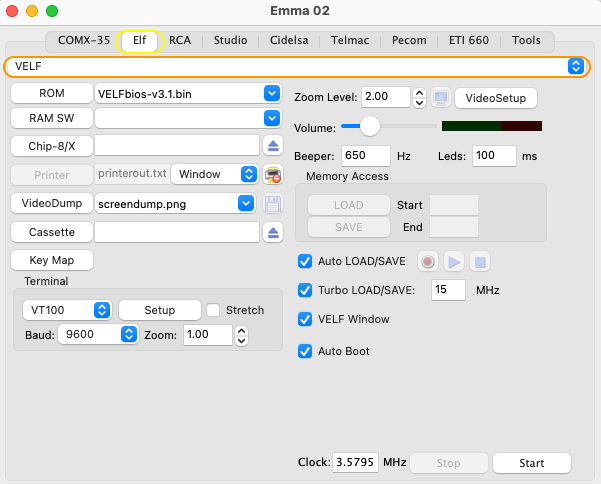 Emma 02
COMX-35 Elf RCA Studio Cidelsa Telmac Pecom ETI 660 Tools
VELF
ROM VELFbios-v3.1.bin
RAM SW
Chip-8/X
Printer printerout.txt Window
VideoDump screendump.png
Cassette
Key Map
Terminal
VT100 Setup Stretch
Baud: 9600 Zoom: 1.00
Zoom Level: 2.00 VideoSetup
Volume:
Beeper: 650 Hz Leds: 100 ms
Memory Access
LOAD Start
SAVE End
Auto LOAD/SAVE
Turbo LOAD/SAVE: 15 MHz
VELF Window
Auto Boot
Clock: 3.5795 MHz Stop Start